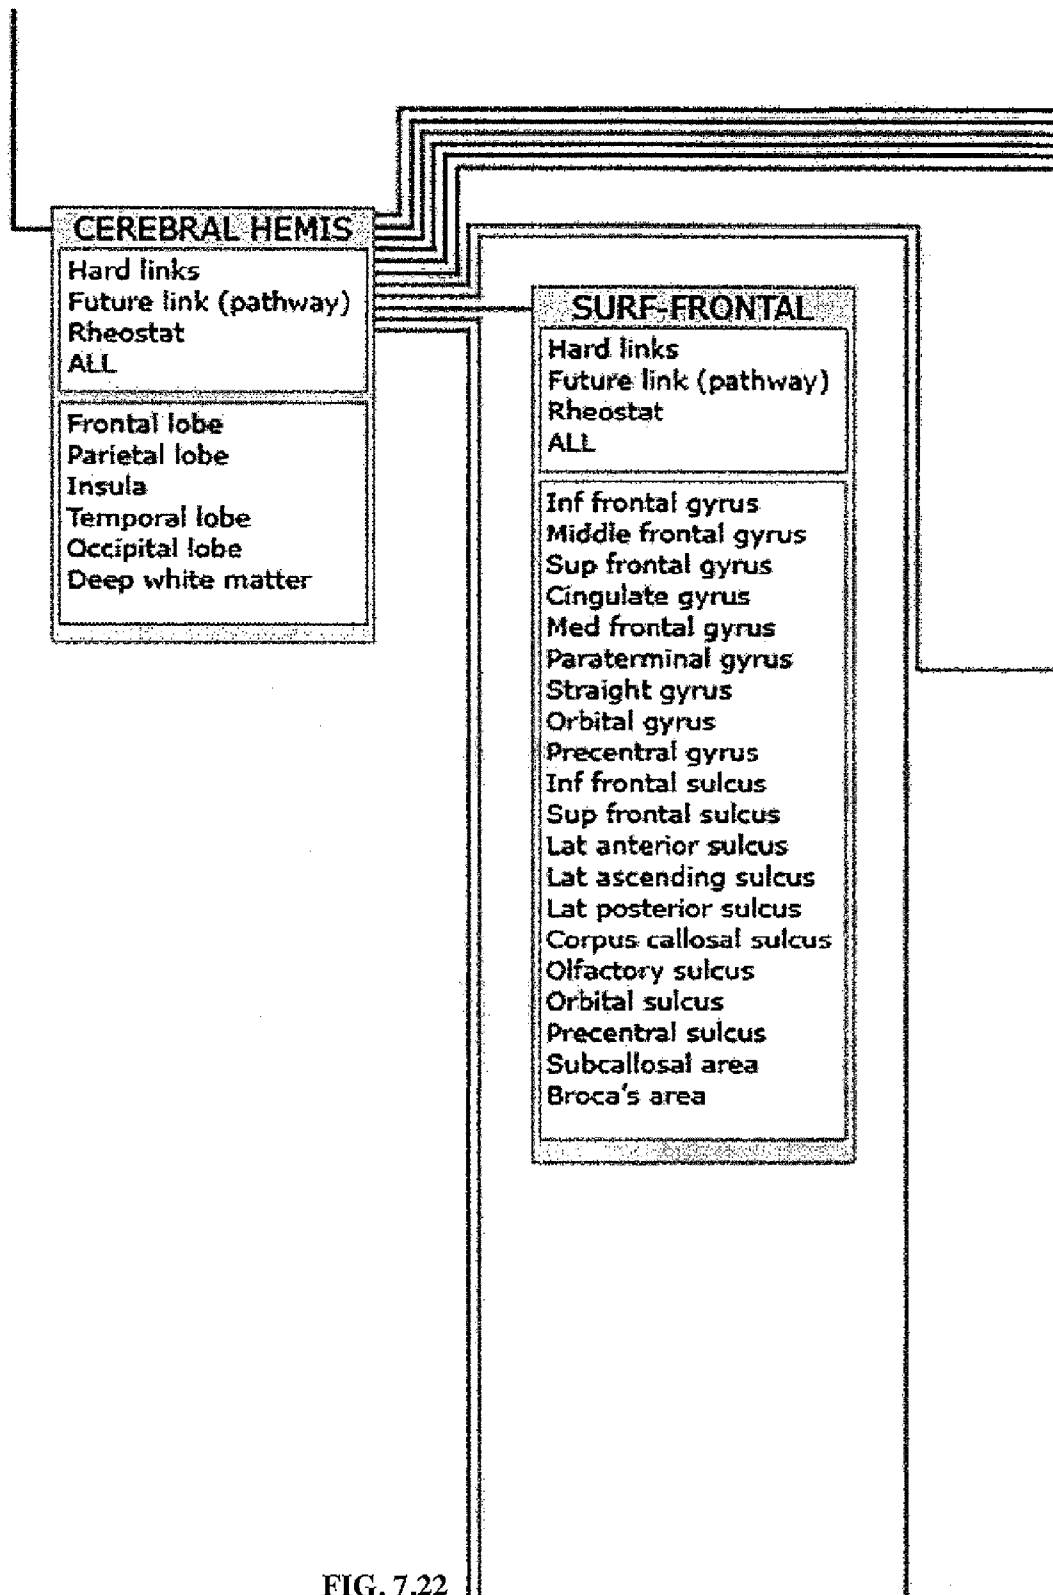 CEREBRAL HEMIS
Hard links
Future link (pathway)
Rheostat
ALL
Frontal lobe
Parietal lobe
Insula
Temporal lobe
Occipital lobe
Deep white matter
SURF-FRONTAL
Hard links
Future link (pathway)
Rheostat
ALL
Inf frontal gyrus
Middle frontal gyrus
Sup frontal gyrus
Cingulate gyrus
Med frontal gyrus
Paraterminal gyrus
Straight gyrus
Orbital gyrus
Precentral gyrus
Inf frontal sulcus
Sup frontal sulcus
Lat anterior sulcus
Lat ascending sulcus
Lat posterior sulcus
Corpus callosal sulcus
Olfactory sulcus
Orbital sulcus
Precentral sulcus
Subcallosal area
Broca's area
FIG. 7.22